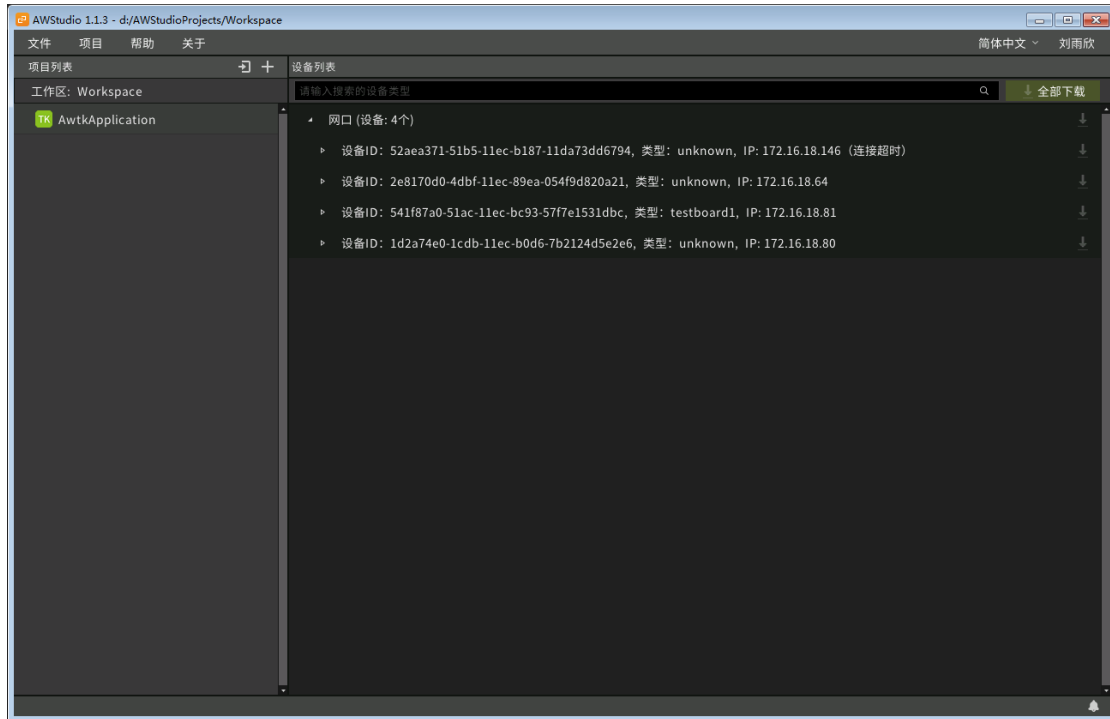 AWStudio 1.1.3 - d:/AWStudioProjects/Workspace
文件 项目 帮助 关于 简体中文 刘雨欣
项目列表
设备列表
工作区: Workspace
请输入搜索的设备类型
全部下载
TK AwtkApplication
网口 (设备: 4个)
设备ID: 52aea371-51b5-11ec-b187-11da73dd6794, 类型: unknown, IP: 172.16.18.146 (连接超时)
设备ID: 2e8170d0-4dbf-11ec-89ea-054f9d820a21, 类型: unknown, IP: 172.16.18.64
设备ID: 541f87a0-51ac-11ec-bc93-57f7e1531dbc, 类型: testboard1, IP: 172.16.18.81
设备ID: 1d2a74e0-1cdb-11ec-b0d6-7b2124d5e2e6, 类型: unknown, IP: 172.16.18.80